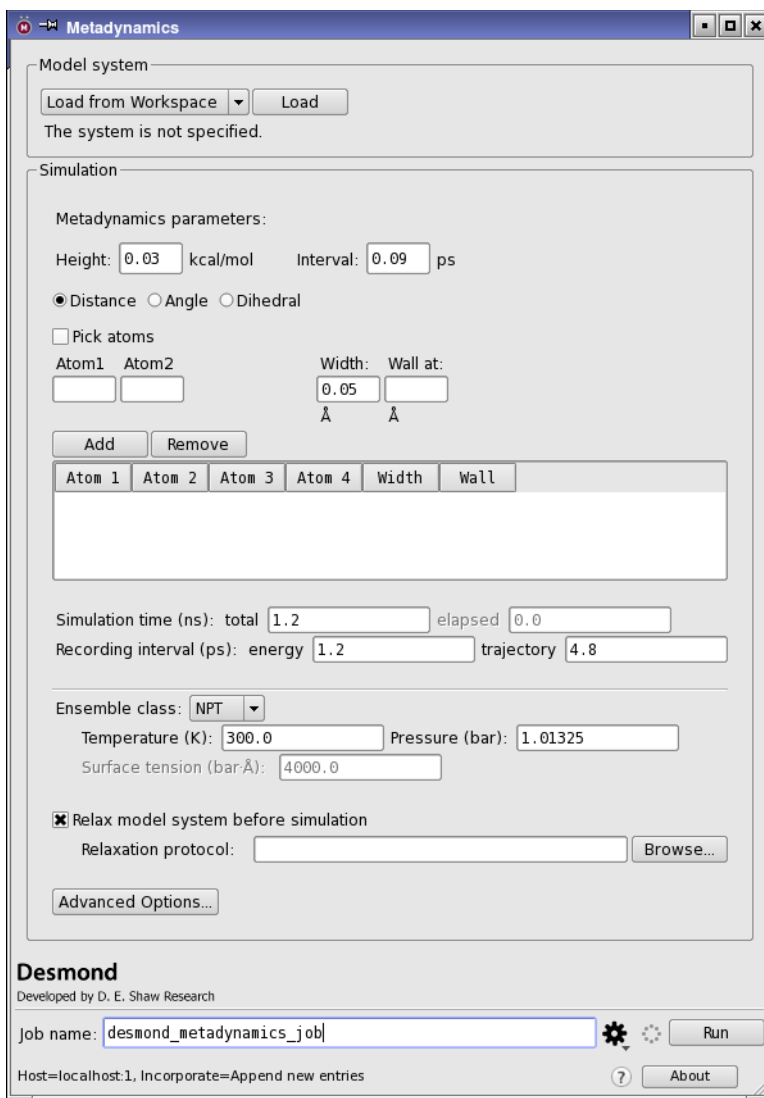 Metadynamics
Model system
Load from Workspace Load
The system is not specified.
Simulation
Metadynamics parameters:
Height: 0.03 kcal/mol Interval: 0.09 ps
Distance Angle Dihedral
Pick atoms
Atom1 Atom2 Width: Wall at:
0.05
Å Å
Add Remove
Atom 1 Atom 2 Atom 3 Atom 4 Width Wall
Simulation time (ns): total 1.2 elapsed 0.0
Recording interval (ps): energy 1.2 trajectory 4.8
Ensemble class: NPT
Temperature (K): 300.0 Pressure (bar): 1.01325
Surface tension (bar·Å): 4000.0
Relax model system before simulation
Relaxation protocol: Browse...
Advanced Options...
Desmond
Developed by D. E. Shaw Research
Job name: desmond_metadynamics_job Run
Host=localhost:1, Incorporate=Append new entries ? About